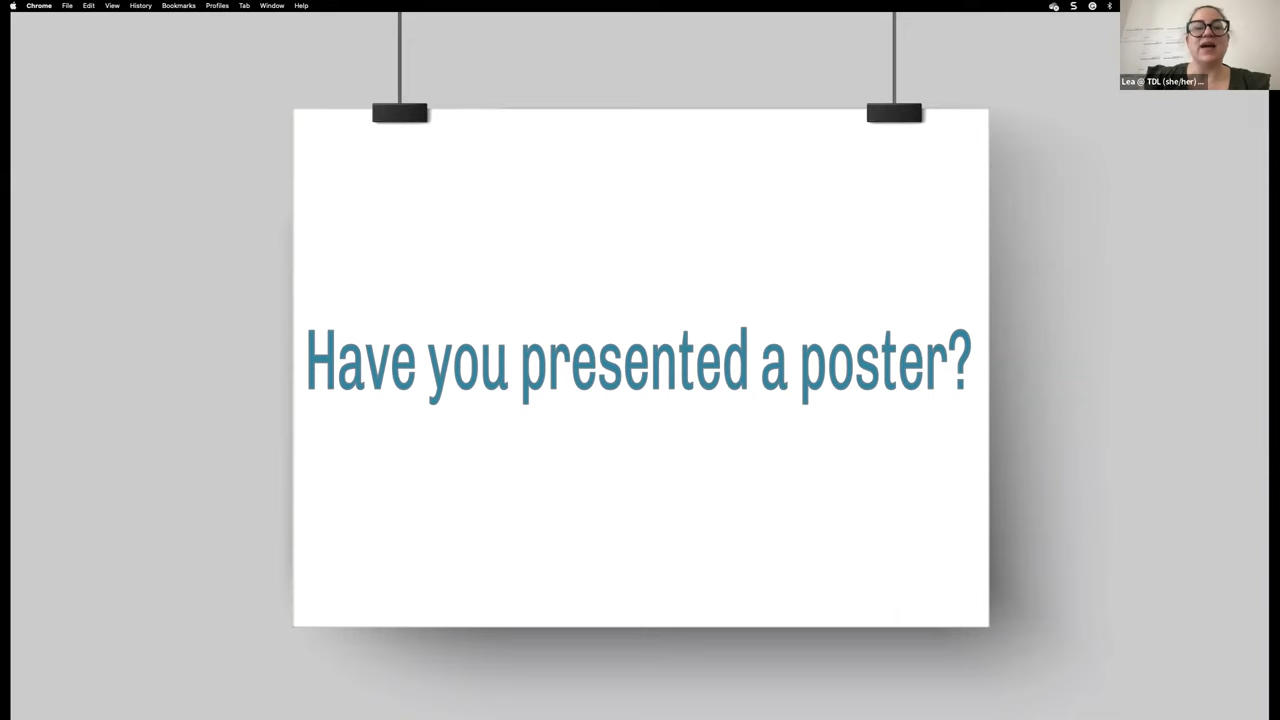 Chrome File Edit View History Bookmarks Profiles Tab Window Help
Lea @ TDL (she/her) ...
Have you presented a poster?